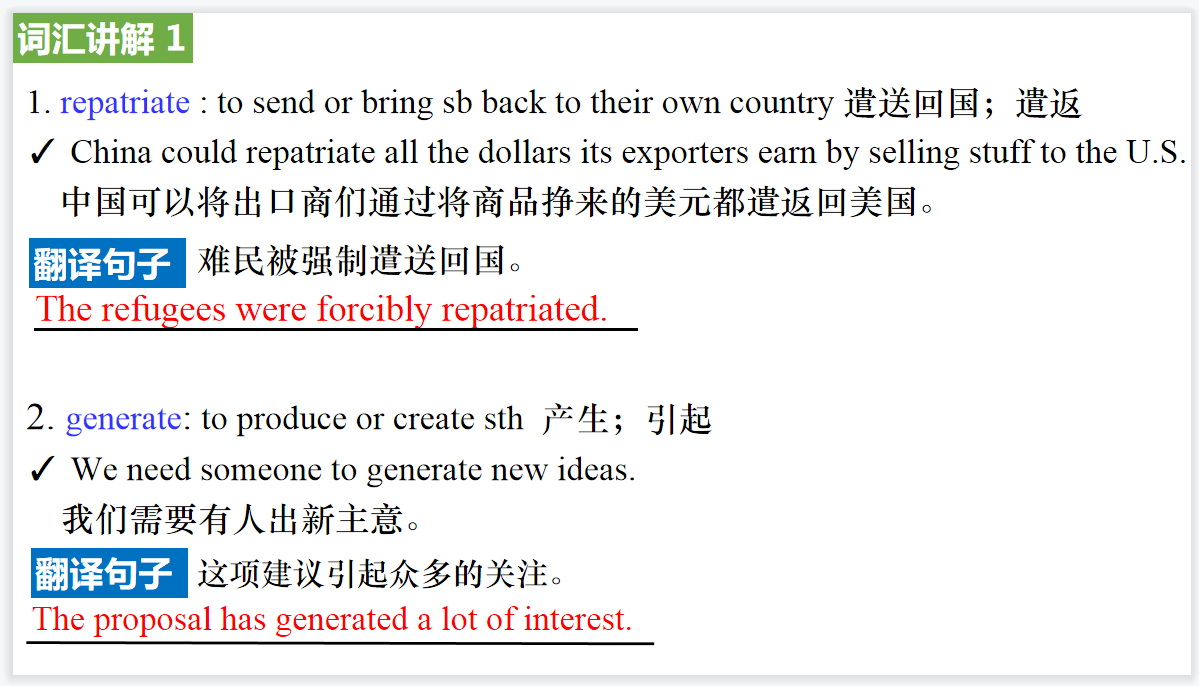 词汇讲解 1
1. repatriate : to send or bring sb back to their own country 遣送回国；遣返
✓ China could repatriate all the dollars its exporters earn by selling stuff to the U.S.
中国可以将出口商们通过将商品挣来的美元都遣返回美国。
翻译句子 难民被强制遣送回国。
The refugees were forcibly repatriated.
2. generate: to produce or create sth 产生；引起
✓ We need someone to generate new ideas.
我们需要有人出新主意。
翻译句子 这项建议引起众多的关注。
The proposal has generated a lot of interest.